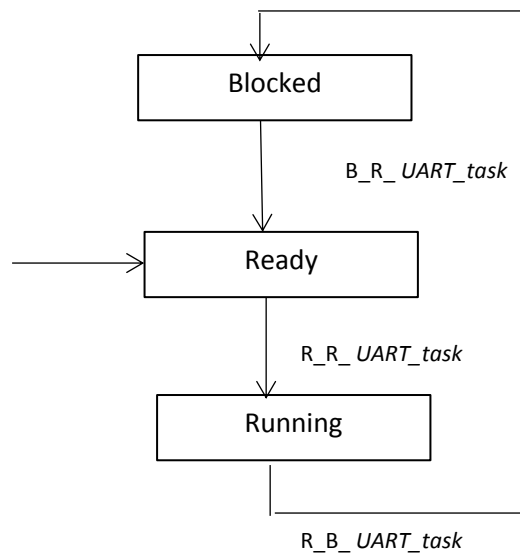 Blocked
B_R_ UART_task
Ready
R_R_ UART_task
Running
R_B_ UART_task